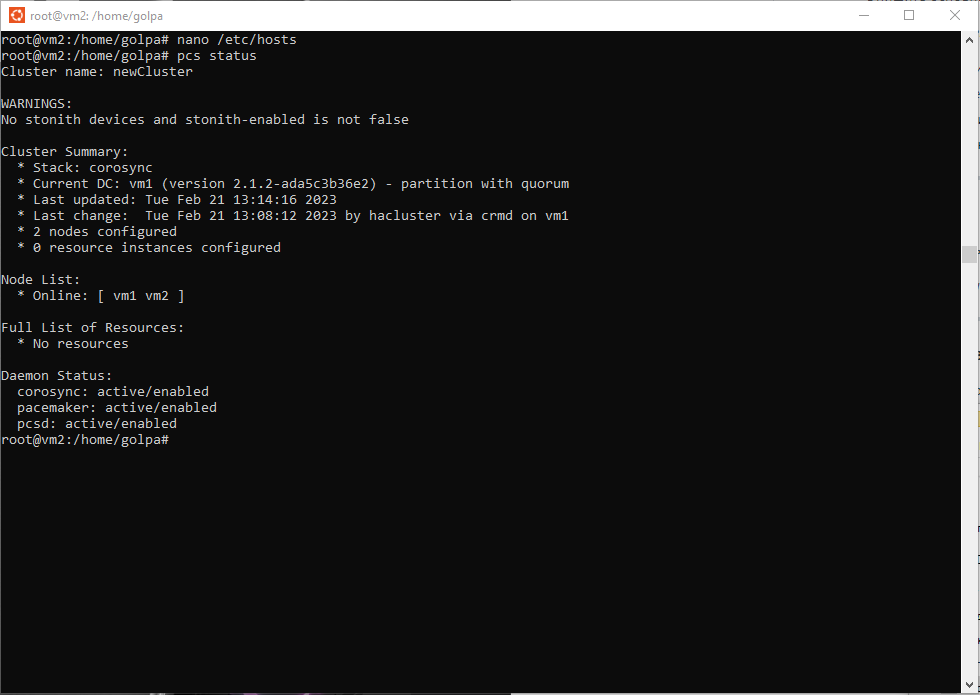 root@vm2: /home/golpa
root@vm2:/home/golpa# nano /etc/hosts
root@vm2:/home/golpa# pcs status
Cluster name: newCluster
WARNINGS:
No stonith devices and stonith-enabled is not false
Cluster Summary:
  * Stack: corosync
  * Current DC: vm1 (version 2.1.2-ada5c3b36e2) - partition with quorum
  * Last updated: Tue Feb 21 13:14:16 2023
  * Last change:  Tue Feb 21 13:08:12 2023 by hacluster via crmd on vm1
  * 2 nodes configured
  * 0 resource instances configured
Node List:
  * Online: [ vm1 vm2 ]
Full List of Resources:
  * No resources
Daemon Status:
  corosync: active/enabled
  pacemaker: active/enabled
  pcsd: active/enabled
root@vm2:/home/golpa#